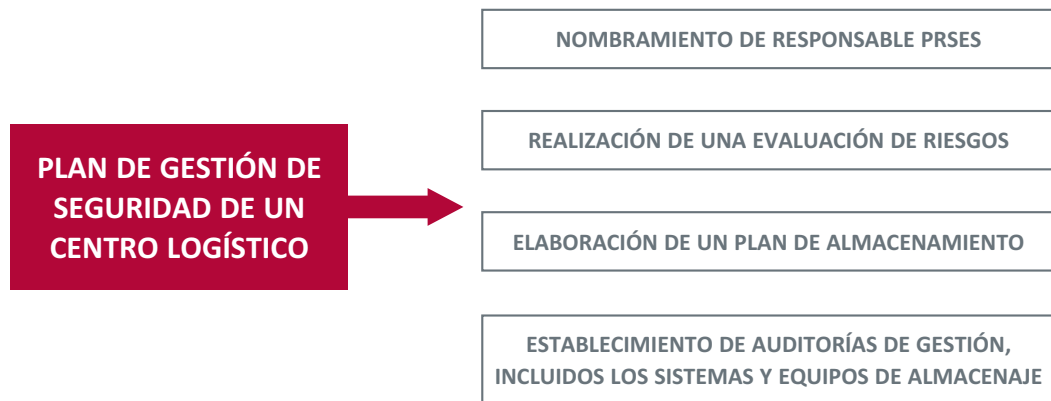 PLAN DE GESTIÓN DE
SEGURIDAD DE UN
CENTRO LOGÍSTICO
NOMBRAMIENTO DE RESPONSABLE PRSES
REALIZACIÓN DE UNA EVALUACIÓN DE RIESGOS
ELABORACIÓN DE UN PLAN DE ALMACENAMIENTO
ESTABLECIMIENTO DE AUDITORÍAS DE GESTIÓN,
INCLUIDOS LOS SISTEMAS Y EQUIPOS DE ALMACENAJE